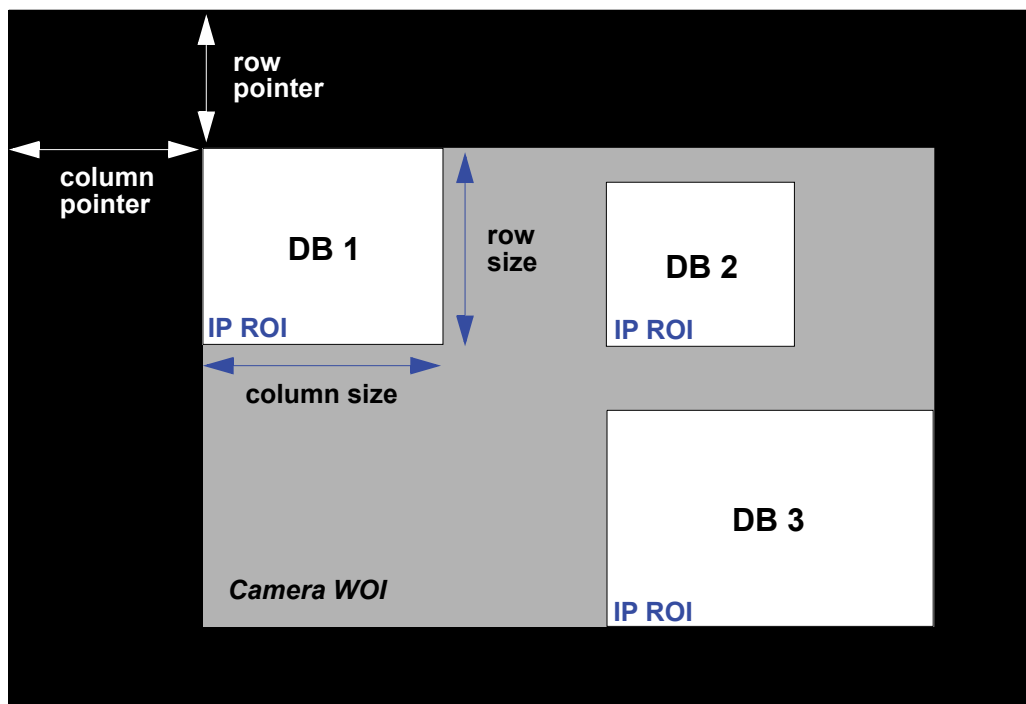 row
pointer
column
pointer
DB 1
IP ROI
row
size
column size
DB 2
IP ROI
DB 3
IP ROI
Camera WOI